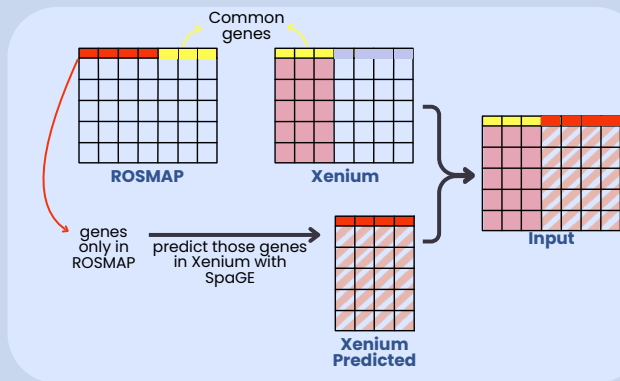 Common
genes
ROSMAP
Xenium
genes
only in
ROSMAP
predict those genes
in Xenium with
SpaGE
Input
Xenium
Predicted